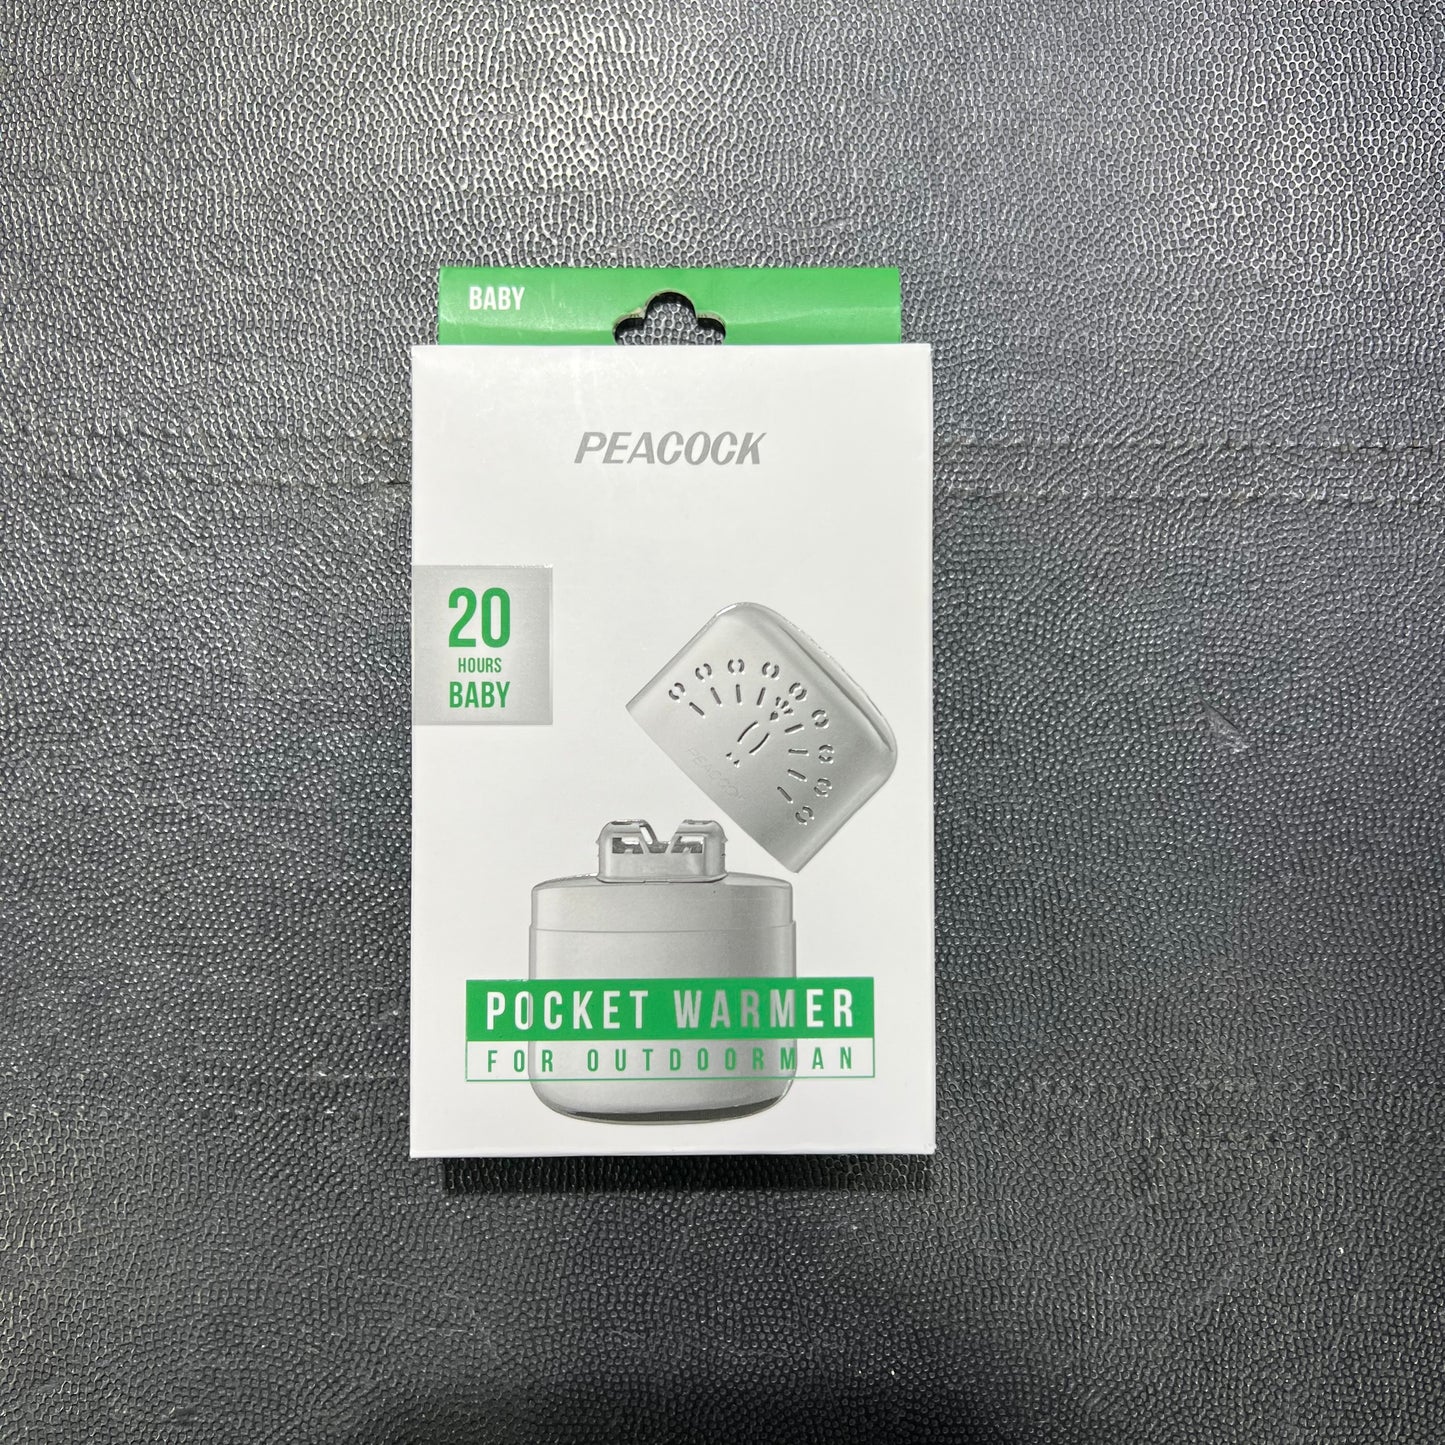 BABY
PEACOCK
20
HOURS
BABY
PEACOCK
POCKET WARMER
FOR OUTDOORMAN